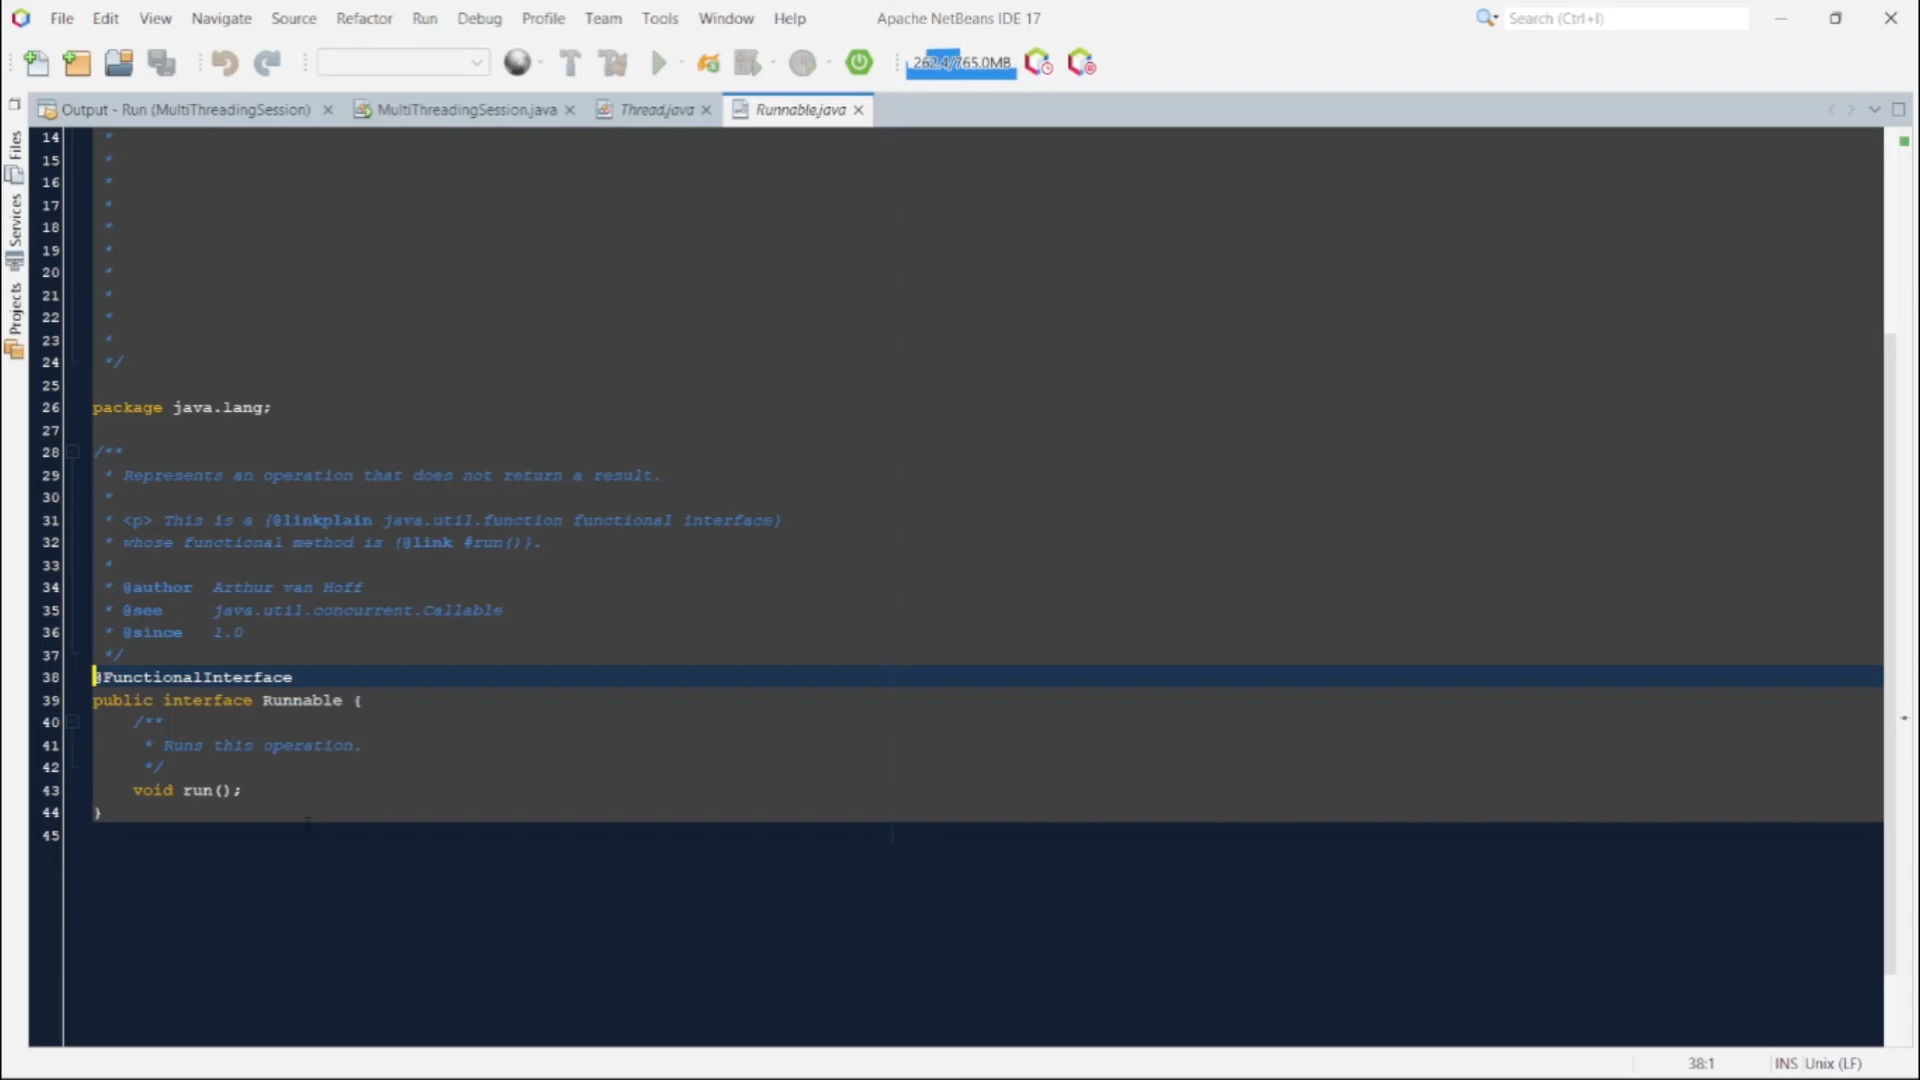 File Edit View Navigate Source Refactor Run Debug Profile Team Tools Window Help Apache NetBeans IDE 17 Search (Ctrl+I)
262.4/765.0MB
Output - Run (MultiThreadingSession) MultiThreadingSession.java Thread.java Runnable.java
Files
Services
Projects
14 *
15 *
16 *
17 *
18 *
19 *
20 *
21 *
22 *
23 *
24 */
25
26 package java.lang;
27
28 /**
29 * Represents an operation that does not return a result.
30 *
31 * <p> This is a {@linkplain java.util.function functional interface}
32 * whose functional method is {@link #run()}.
33 *
34 * @author Arthur van Hoff
35 * @see java.util.concurrent.Callable
36 * @since 1.0
37 */
38 @FunctionalInterface
39 public interface Runnable {
40 /**
41 * Runs this operation.
42 */
43 void run();
44 }
45
38:1 INS Unix (LF)